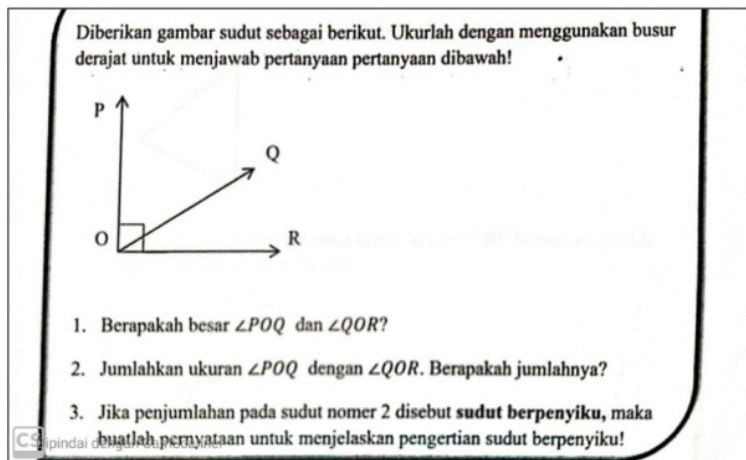 Diberikan gambar sudut sebagai berikut. Ukurlah dengan menggunakan busur
derajat untuk menjawab pertanyaan pertanyaan dibawah!
P
Q
O
R
1. Berapakah besar ∠POQ dan ∠QOR?
2. Jumlahkan ukuran ∠POQ dengan ∠QOR. Berapakah jumlahnya?
3. Jika penjumlahan pada sudut nomer 2 disebut sudut berpenyiku, maka
buatlah pernyataan untuk menjelaskan pengertian sudut berpenyiku!
CS ipindai dengan